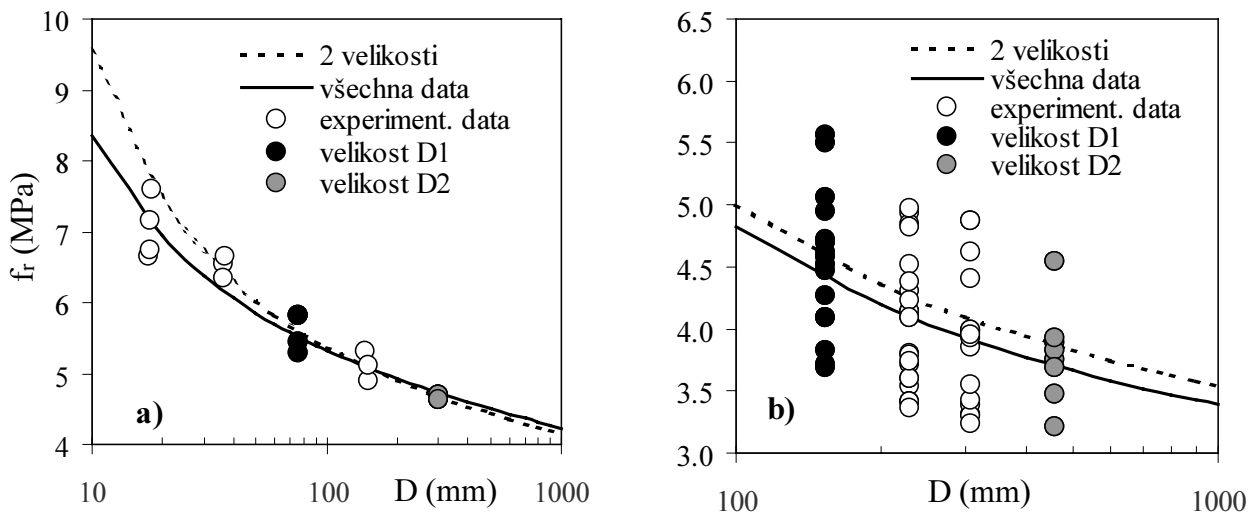 10
9
8
7
6
5
4
fᵣ (MPa)
2 velikosti
všechna data
experiment. data
velikost D1
velikost D2
a)
10
100
D (mm)
1000
6.5
6.0
5.5
5.0
4.5
4.0
3.5
3.0
2 velikosti
všechna data
experiment. data
velikost D1
velikost D2
b)
100
D (mm)
1000